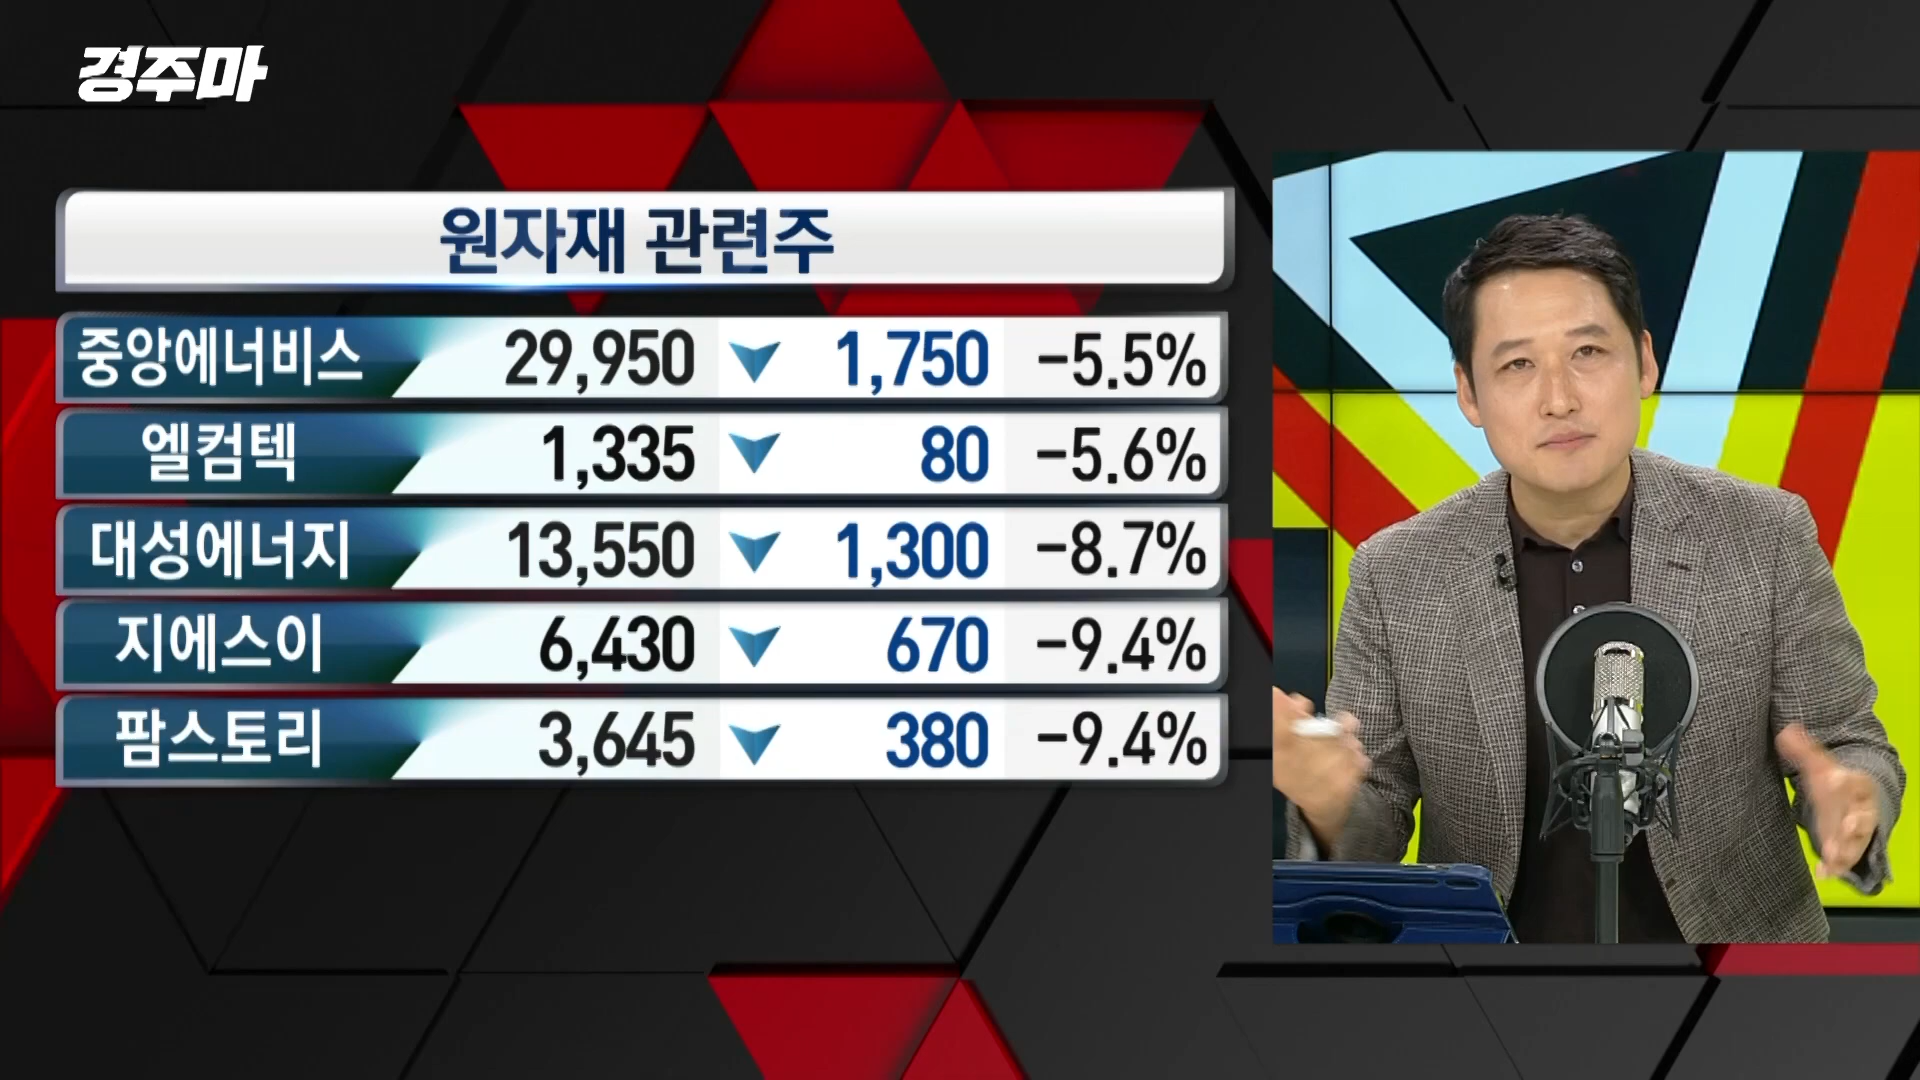 경주마
원자재 관련주
중앙에너비스 29,950 1,750 -5.5%
엘컴텍 1,335 80 -5.6%
대성에너지 13,550 1,300 -8.7%
지에스이 6,430 670 -9.4%
팜스토리 3,645 380 -9.4%